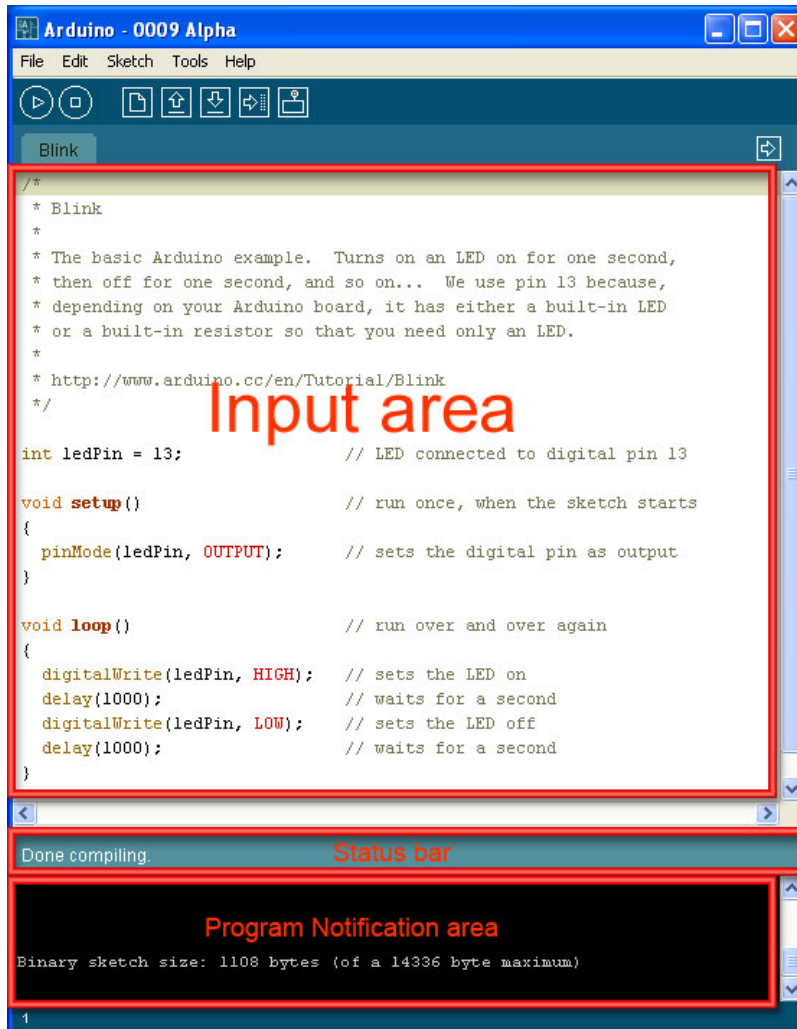 Arduino - 0009 Alpha
File Edit Sketch Tools Help
Blink
/*
 * Blink
 *
 * The basic Arduino example.  Turns on an LED on for one second,
 * then off for one second, and so on...  We use pin 13 because,
 * depending on your Arduino board, it has either a built-in LED
 * or a built-in resistor so that you need only an LED.
 *
 * http://www.arduino.cc/en/Tutorial/Blink
 */
Input area
int ledPin = 13;                // LED connected to digital pin 13
void setup()                    // run once, when the sketch starts
{
  pinMode(ledPin, OUTPUT);      // sets the digital pin as output
}
void loop()                     // run over and over again
{
  digitalWrite(ledPin, HIGH);   // sets the LED on
  delay(1000);                  // waits for a second
  digitalWrite(ledPin, LOW);    // sets the LED off
  delay(1000);                  // waits for a second
}
Done compiling. Status bar
Program Notification area
Binary sketch size: 1108 bytes (of a 14336 byte maximum)
1